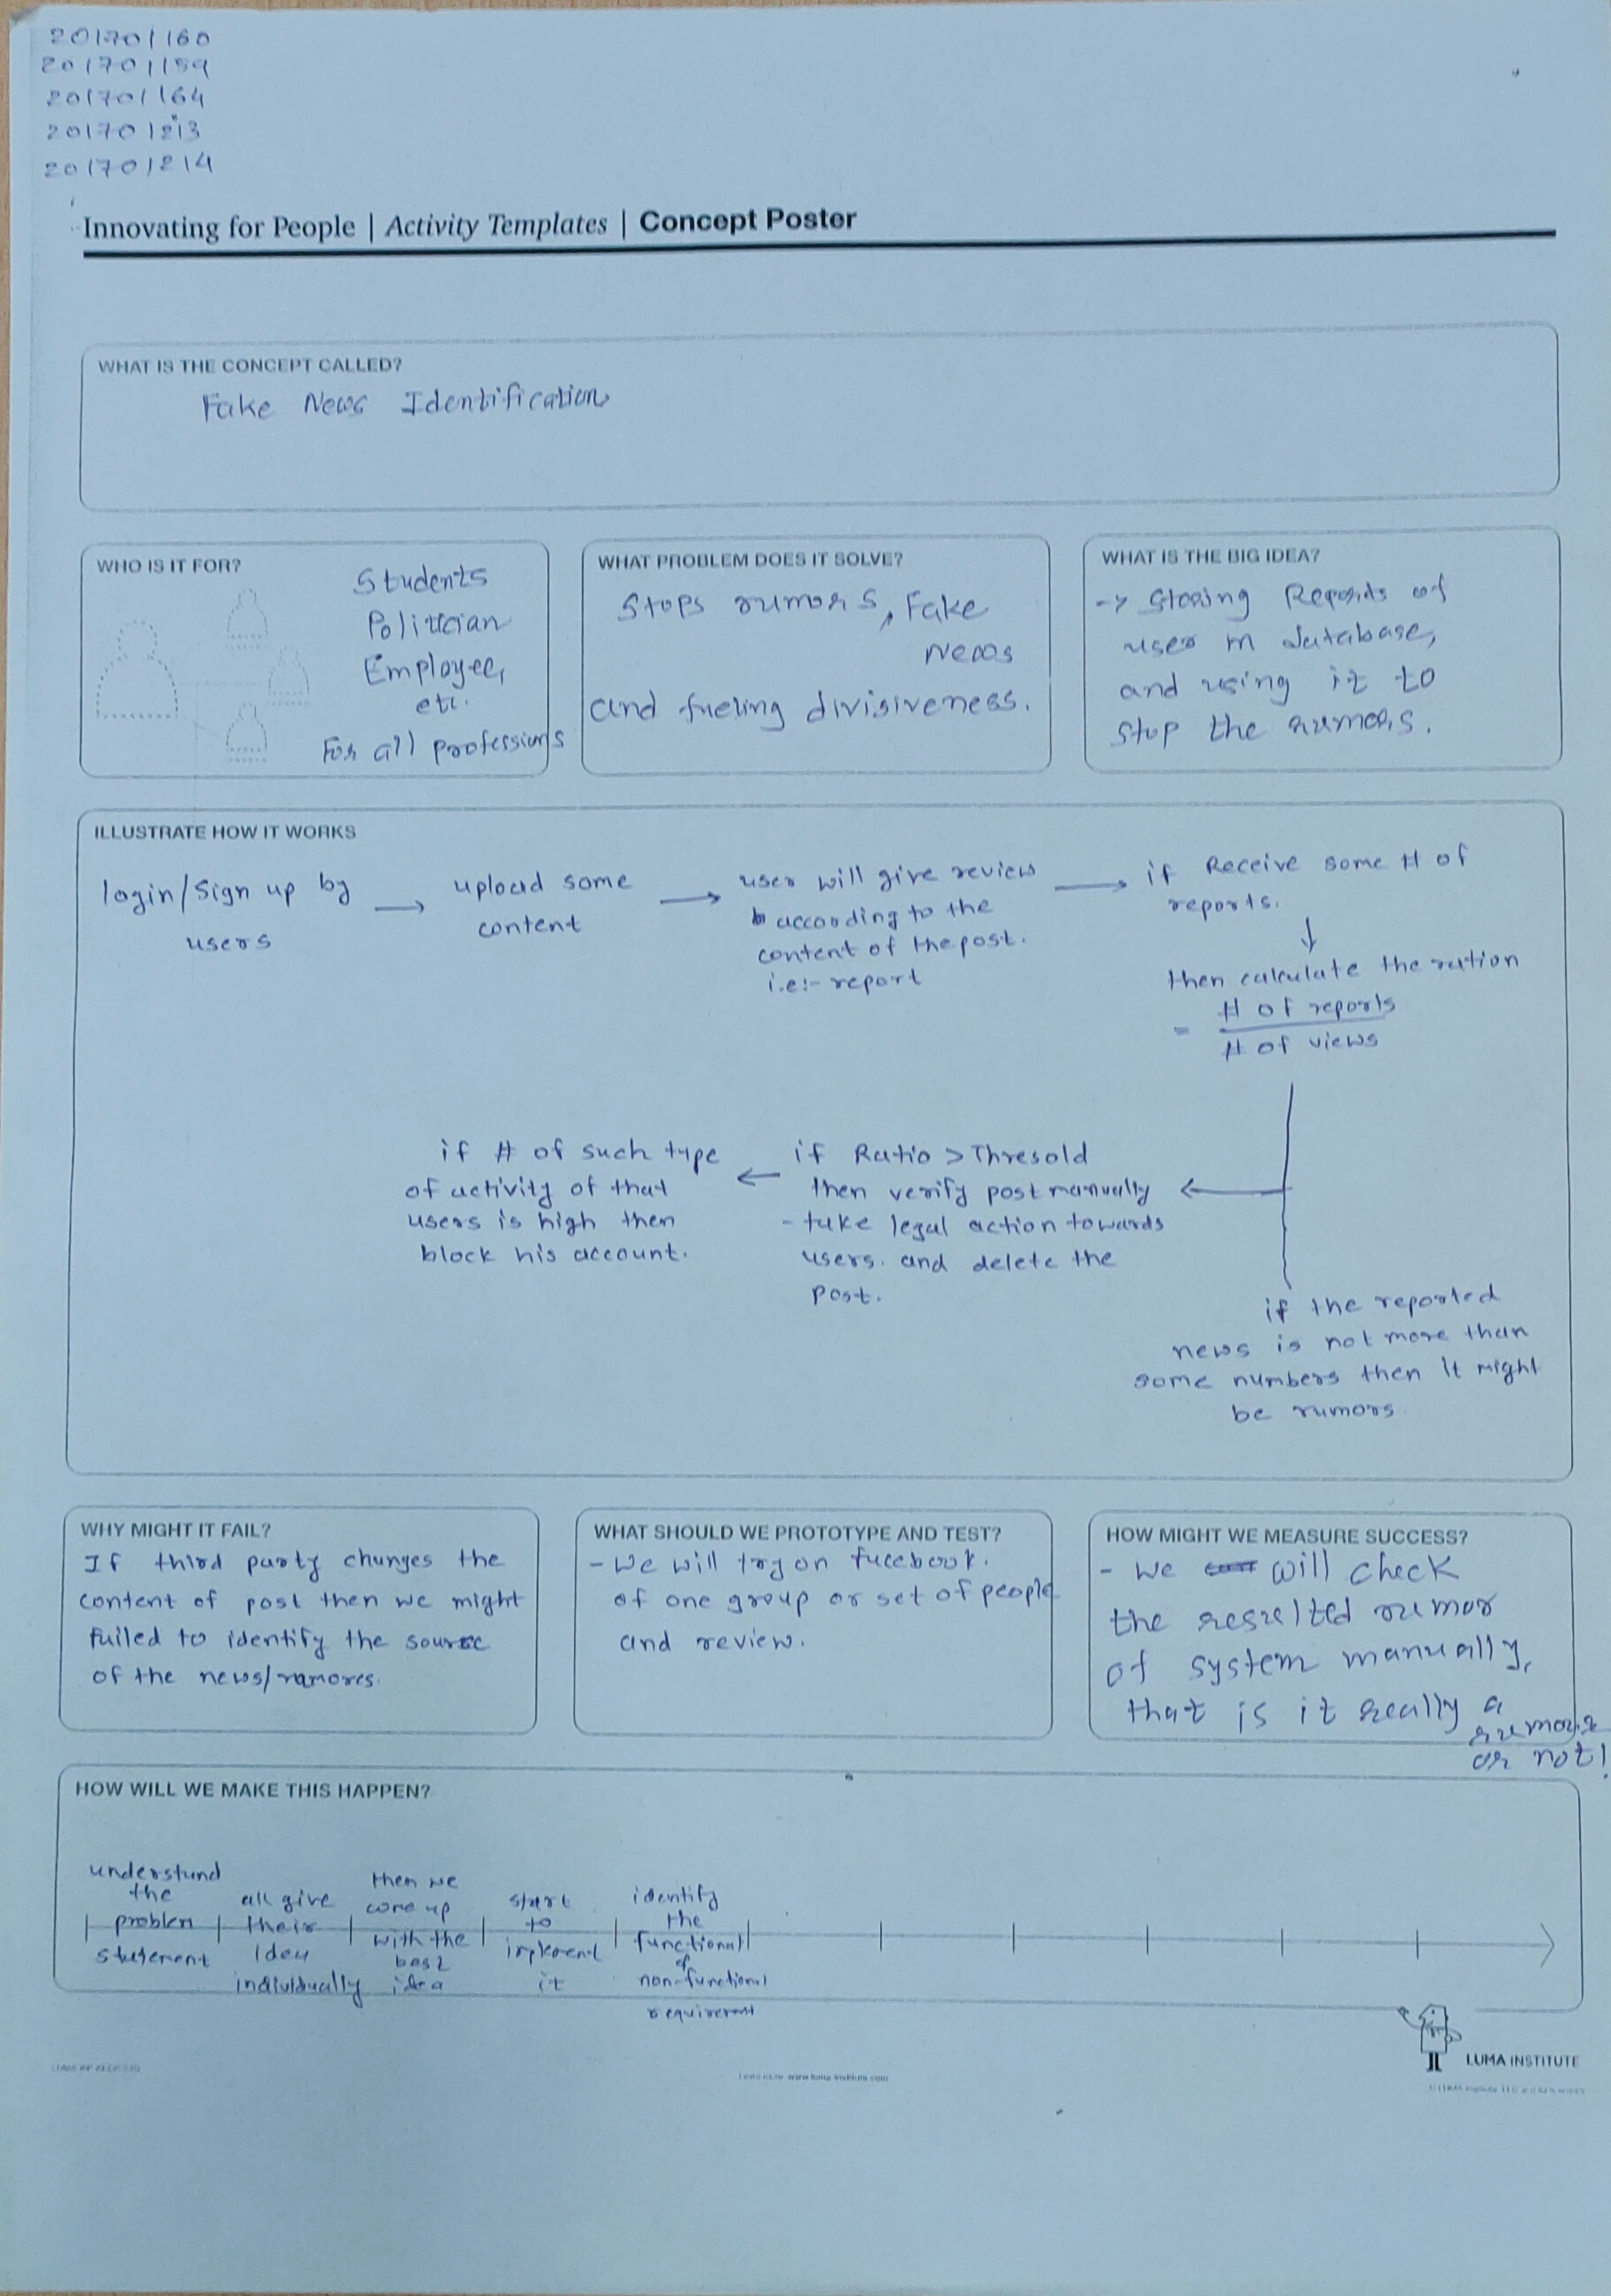 201701160
201701159
201701164
201701213
201701214
Innovating for People | Activity Templates | Concept Poster
WHAT IS THE CONCEPT CALLED?
Fake News Identification
WHO IS IT FOR?
Students
Politician
Employee,
etc.
For all professions
WHAT PROBLEM DOES IT SOLVE?
Stops rumors, Fake
News
and fueling divisiveness.
WHAT IS THE BIG IDEA?
-> Storing Reports of
user in database,
and using it to
stop the rumors.
ILLUSTRATE HOW IT WORKS
login/sign up by
users
→ upload some
content
→ user will give review
according to the
content of the post.
i.e:- report
→ if Receive some # of
reports.
↓
then calculate the ration
= # of reports
# of views
← if Ratio > Thresold
then verify post manually
- take legal action towards
users. and delete the
post.
← if # of such type
of activity of that
users is high then
block his account.
if the reported
news is not more than
some numbers then it might
be rumors
WHY MIGHT IT FAIL?
If third party changes the
content of post then we might
failed to identify the source
of the news/rumores.
WHAT SHOULD WE PROTOTYPE AND TEST?
- we will try on facebook.
of one group or set of people
and review.
HOW MIGHT WE MEASURE SUCCESS?
- we will check
the resulted rumor
of system manually,
that is it really a
rumor
or not!
HOW WILL WE MAKE THIS HAPPEN?
understand
the
problem
statement
all give
their
idea
individually
then we
come up
with the
best
idea
start
to
implement
it
identify
the
functional
&
non-functional
requirement
LUMA INSTITUTE